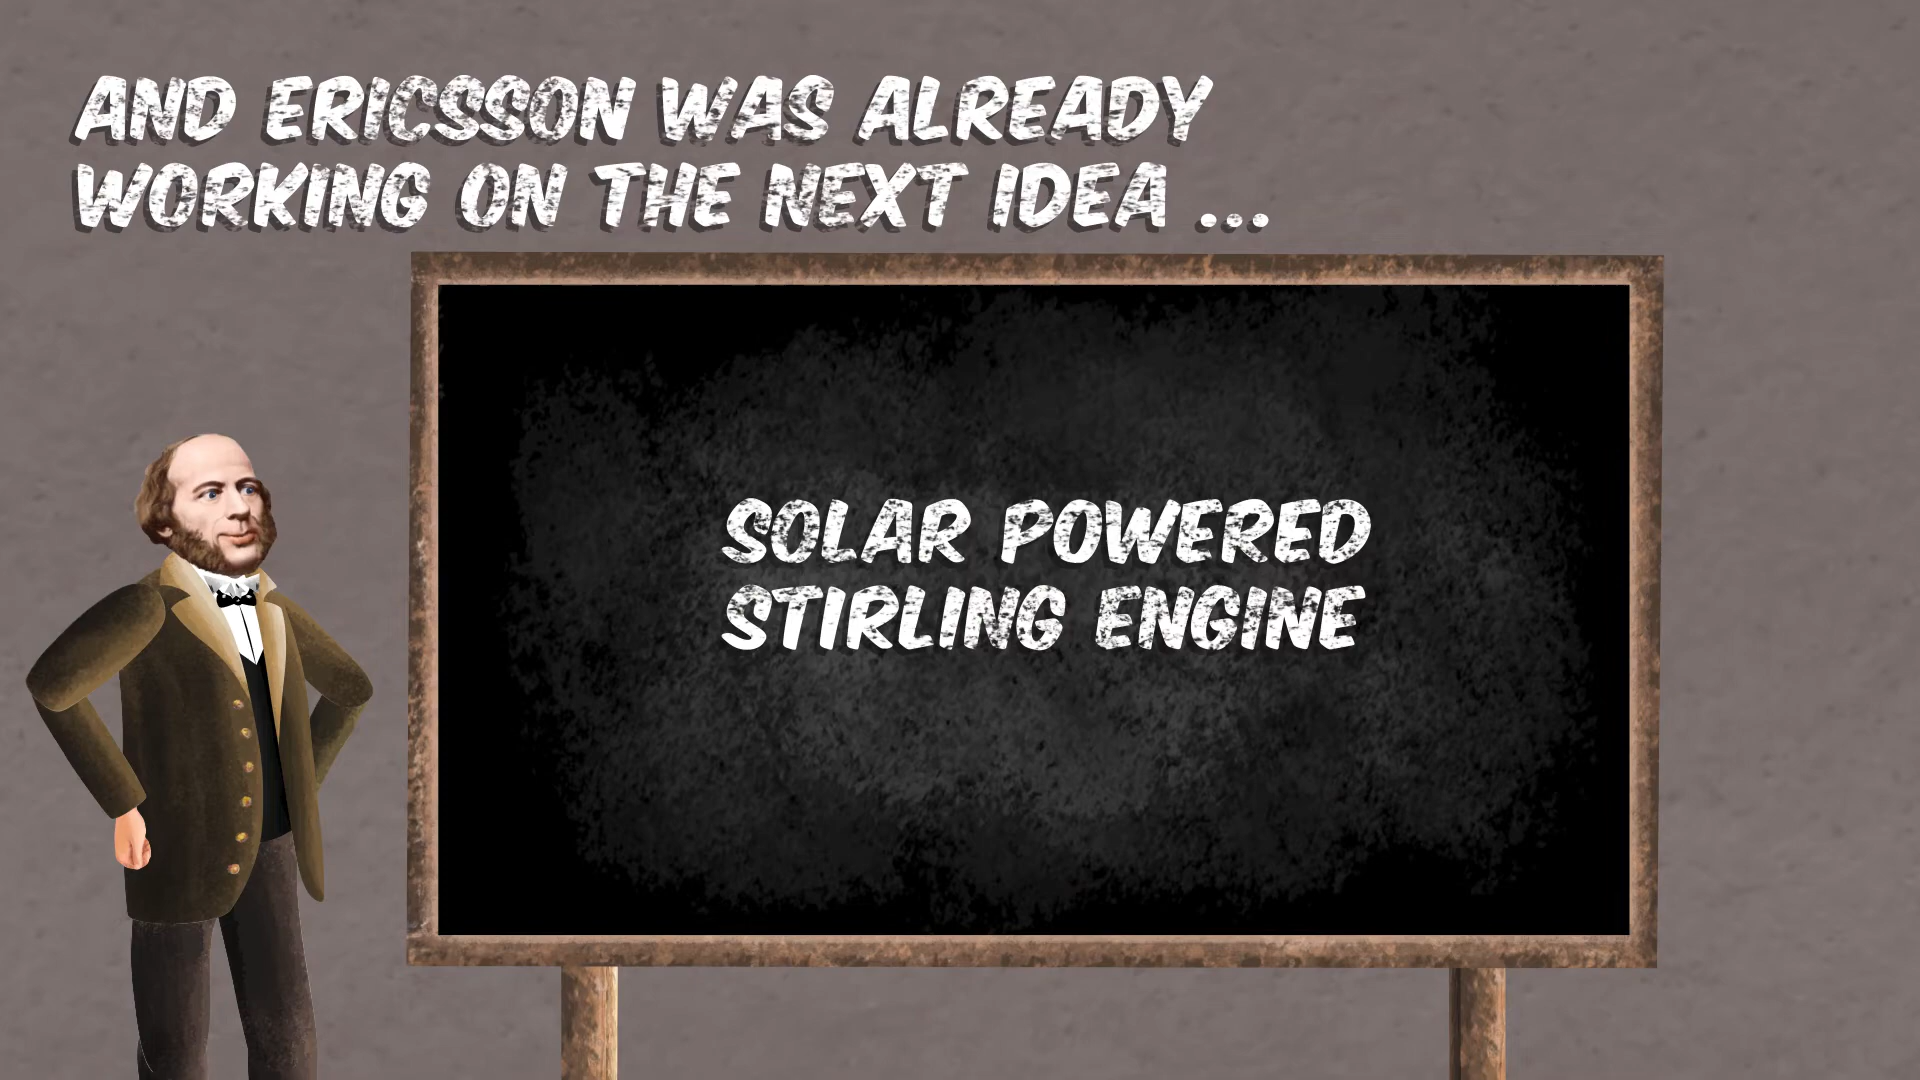 AND ERICSSON WAS ALREADY
WORKING ON THE NEXT IDEA ...
SOLAR POWERED
STIRLING ENGINE